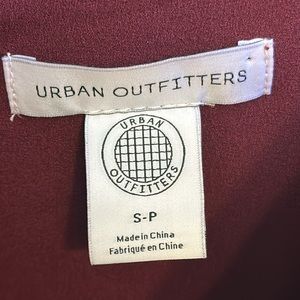 URBAN OUTFITTERS
URBAN
OUTFITTERS
S-P
Made in China
Fabriqué en Chine